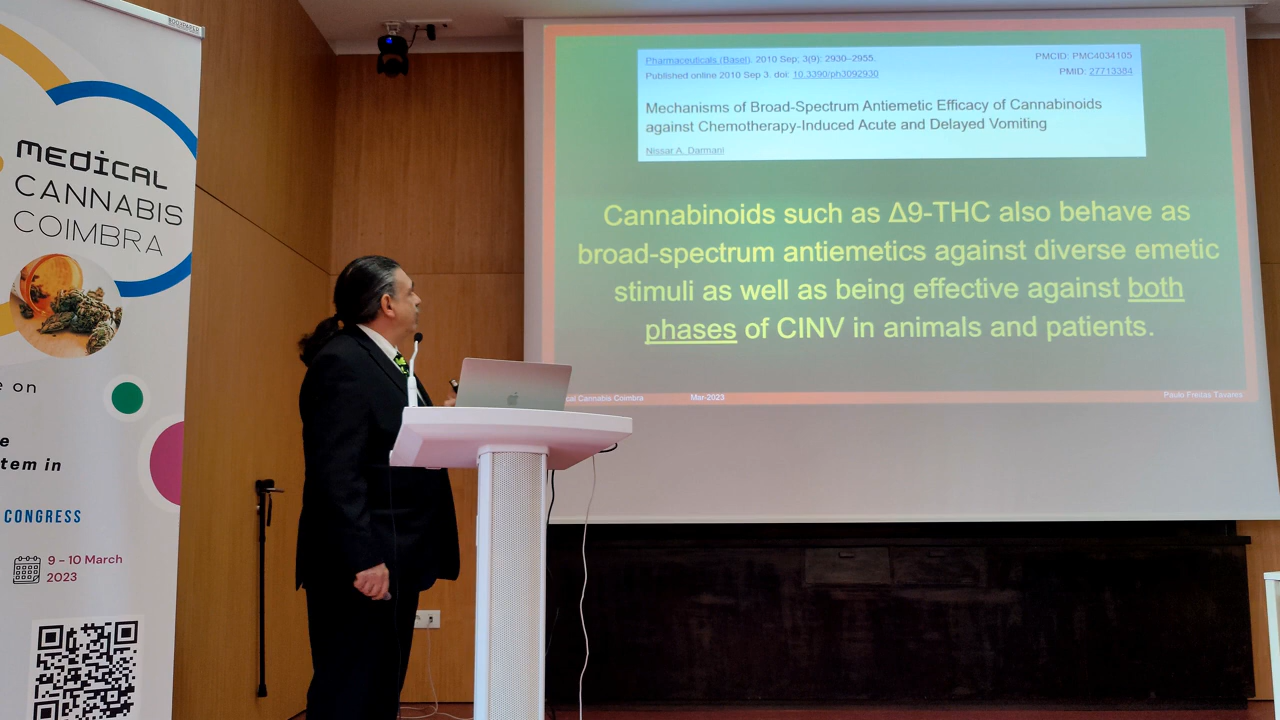 BOOKPAPER
MEDICAL
CANNABIS
COIMBRA
e on
e
tem in
CONGRESS
9 – 10 March
2023
Pharmaceuticals (Basel). 2010 Sep; 3(9): 2930–2955.
PMCID: PMC4034105
Published online 2010 Sep 3. doi: 10.3390/ph3092930
PMID: 27713384
Mechanisms of Broad-Spectrum Antiemetic Efficacy of Cannabinoids
against Chemotherapy-Induced Acute and Delayed Vomiting
Nissar A. Darmani
Cannabinoids such as Δ9-THC also behave as
broad-spectrum antiemetics against diverse emetic
stimuli as well as being effective against both
phases of CINV in animals and patients.
cal Cannabis Coimbra
Mar-2023
Paulo Freitas Tavares